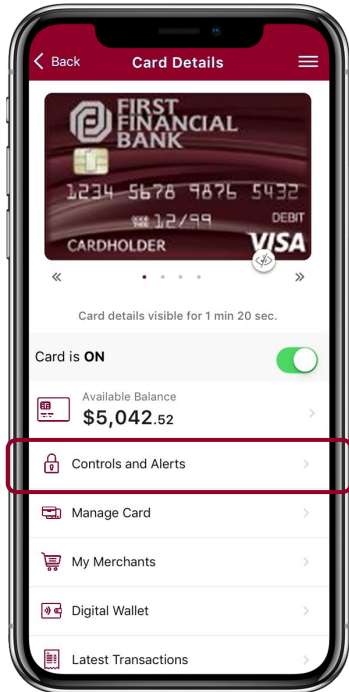 Back
Card Details
FIRST
FINANCIAL
BANK
1234 5678 9876 5432
12/99
DEBIT
CARDHOLDER
VISA
Card details visible for 1 min 20 sec.
Card is ON
Available Balance
$5,042.52
Controls and Alerts
Manage Card
My Merchants
Digital Wallet
Latest Transactions